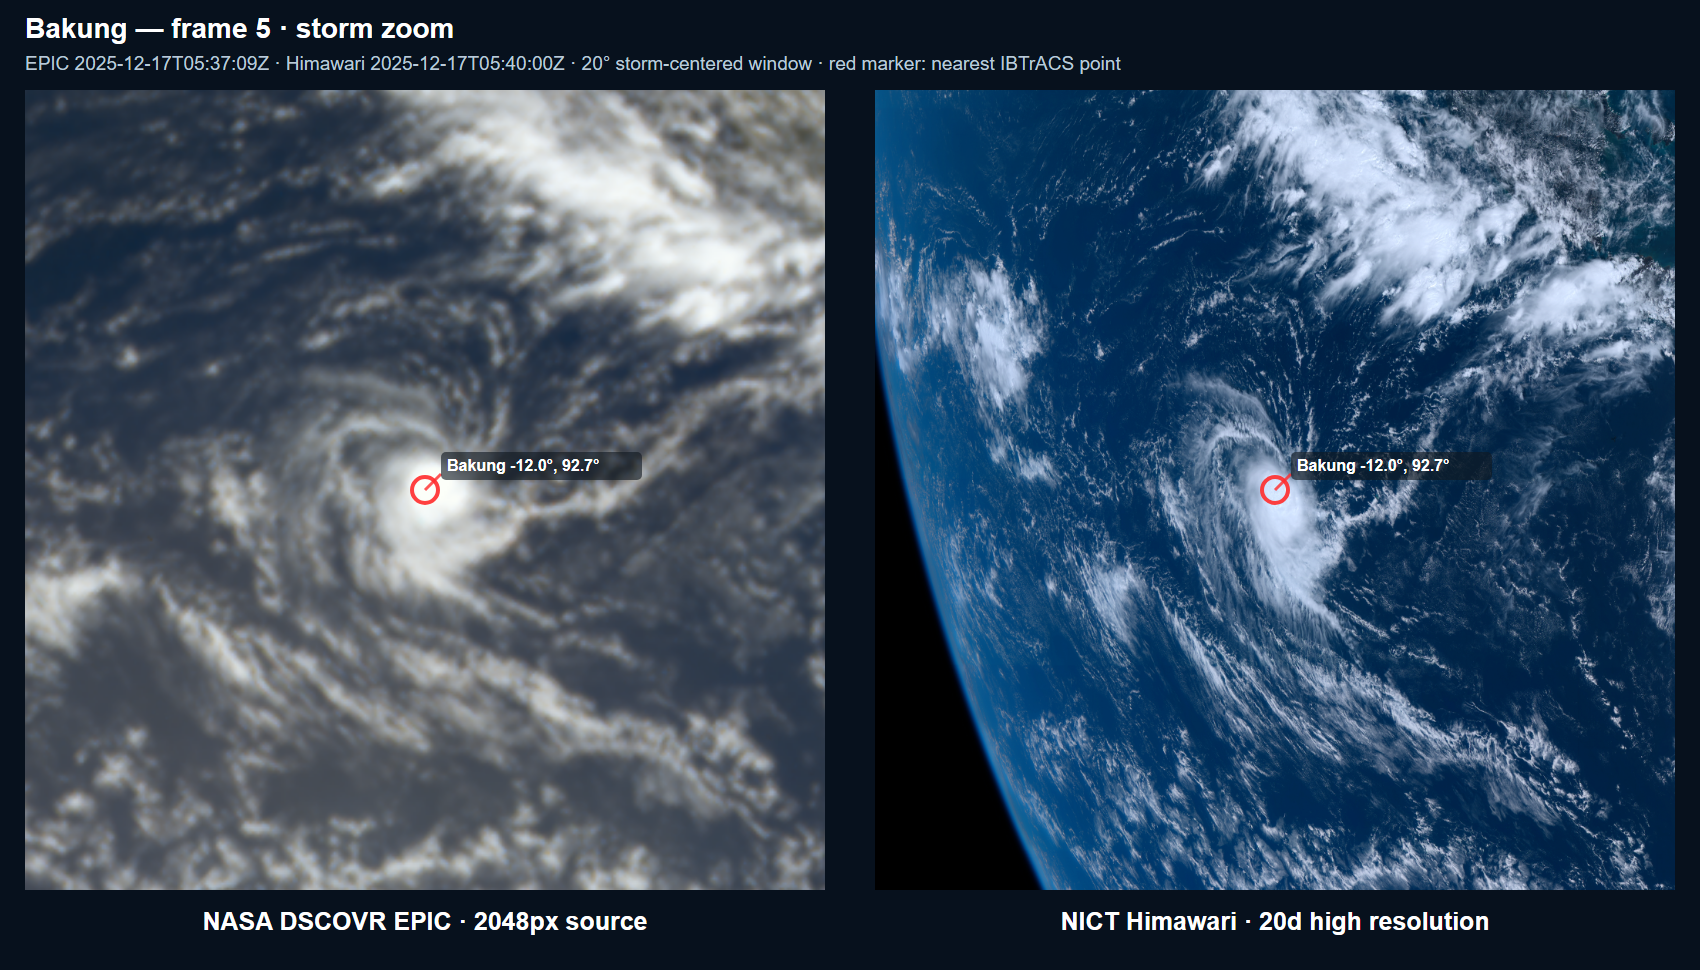 Bakung — frame 5 · storm zoom
EPIC 2025-12-17T05:37:09Z · Himawari 2025-12-17T05:40:00Z · 20° storm-centered window · red marker: nearest IBTrACS point
Bakung -12.0°, 92.7°
Bakung -12.0°, 92.7°
NASA DSCOVR EPIC · 2048px source
NICT Himawari · 20d high resolution